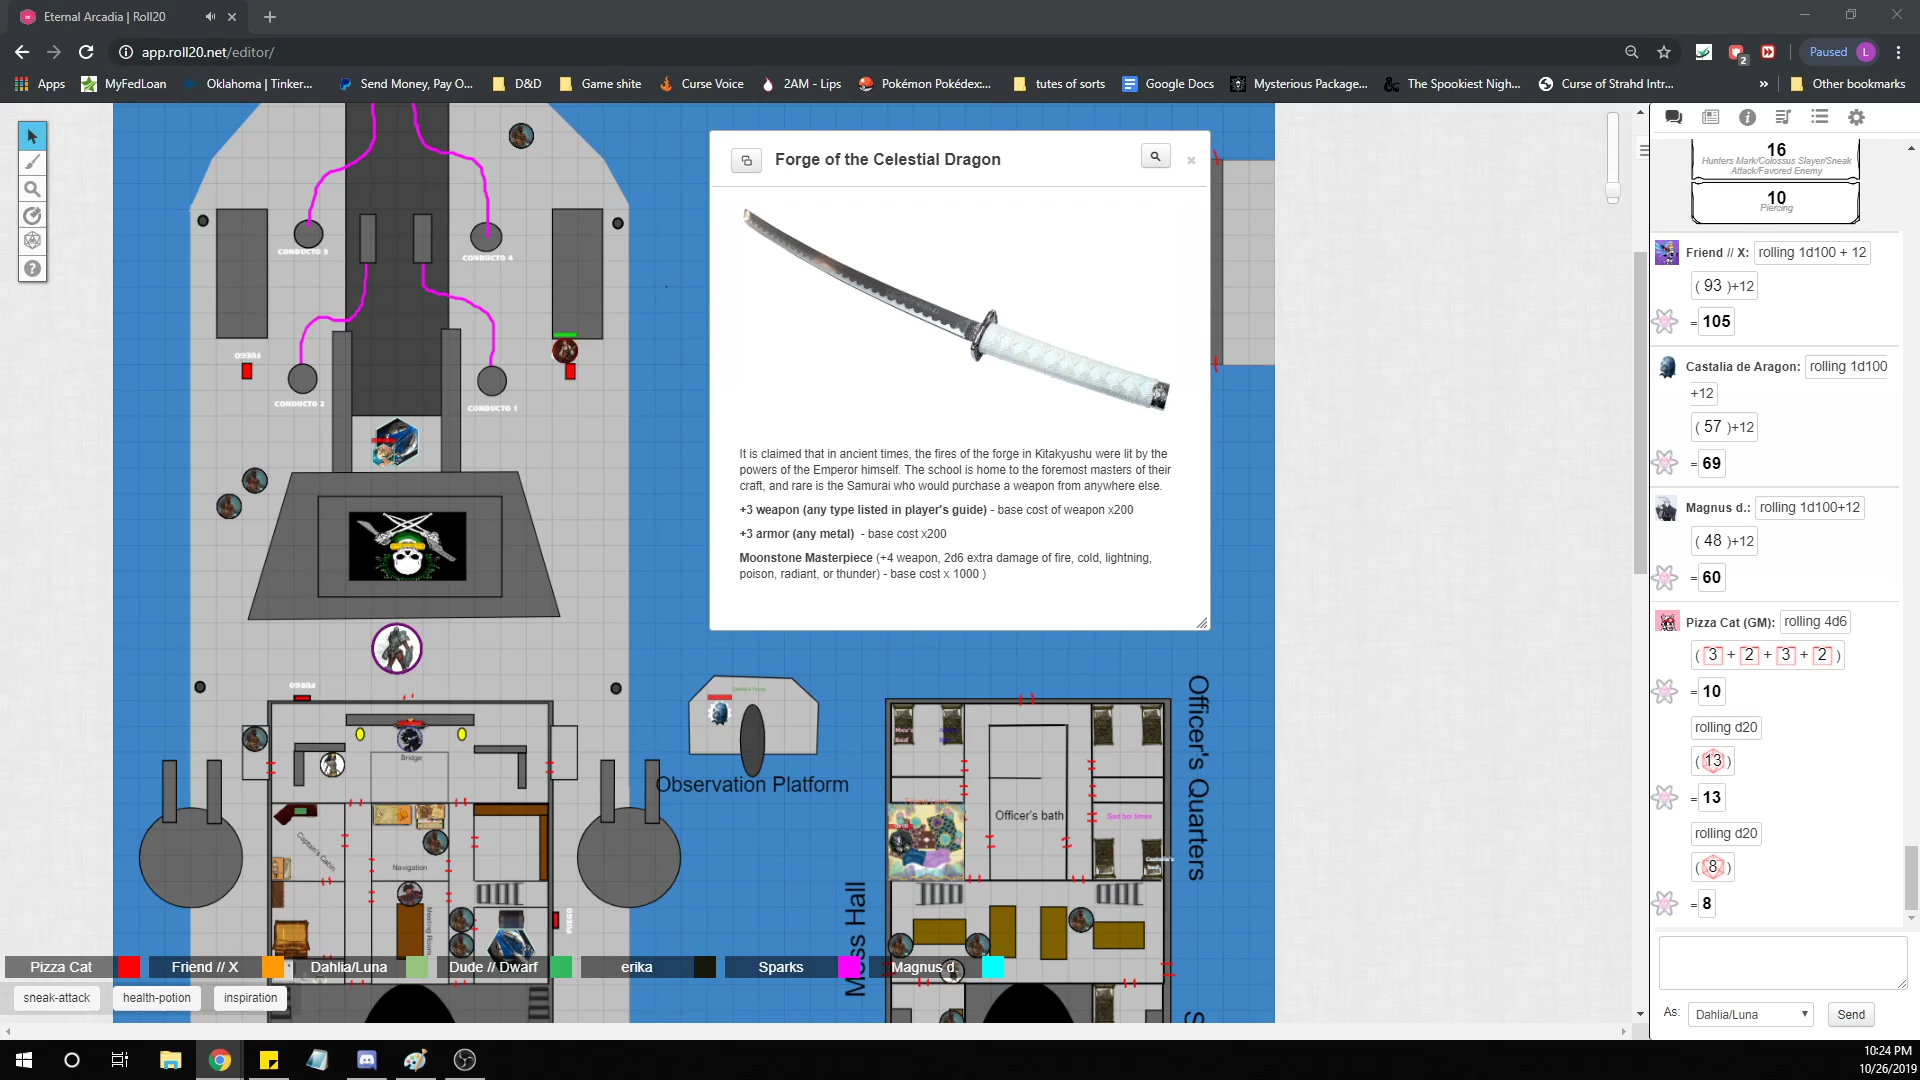 Eternal Arcadia | Roll20
app.roll20.net/editor/
Paused L
Apps
MyFedLoan
Oklahoma | Tinker...
Send Money, Pay O...
D&D
Game shite
Curse Voice
2AM - Lips
Pokémon Pokédex:...
tutes of sorts
Google Docs
Mysterious Package...
The Spookiest Nigh...
Curse of Strahd Intr...
»
Other bookmarks
2
CONDUCTO 3
CONDUCTO 4
FUEGO
CONDUCTO 2
CONDUCTO 1
FUEGO
Bridge
Captain's Cabin
Navigation
Meeting Room
FUEGO
Observation Platform
Officer's Quarters
Officer's bath
Sad boi times
Mess Hall
Forge of the Celestial Dragon
It is claimed that in ancient times, the fires of the forge in Kitakyushu were lit by the
powers of the Emperor himself. The school is home to the foremost masters of their
craft, and rare is the Samurai who would purchase a weapon from anywhere else.
+3 weapon (any type listed in player's guide) - base cost of weapon x200
+3 armor (any metal) - base cost x200
Moonstone Masterpiece (+4 weapon, 2d6 extra damage of fire, cold, lightning,
poison, radiant, or thunder) - base cost x 1000 )
16
Hunters Mark/Colossus Slayer/Sneak
Attack/Favored Enemy
10
Piercing
Friend // X: rolling 1d100 + 12
( 93 )+12
= 105
Castalia de Aragon: rolling 1d100
+12
( 57 )+12
= 69
Magnus d.: rolling 1d100+12
( 48 )+12
= 60
Pizza Cat (GM): rolling 4d6
( 3 + 2 + 3 + 2 )
= 10
rolling d20
( 13 )
= 13
rolling d20
( 8 )
= 8
As: Dahlia/Luna
Send
Pizza Cat
Friend // X
Dahlia/Luna
Dude // Dwarf
erika
Sparks
Magnus d.
sneak-attack
health-potion
inspiration
10:24 PM
10/26/2019